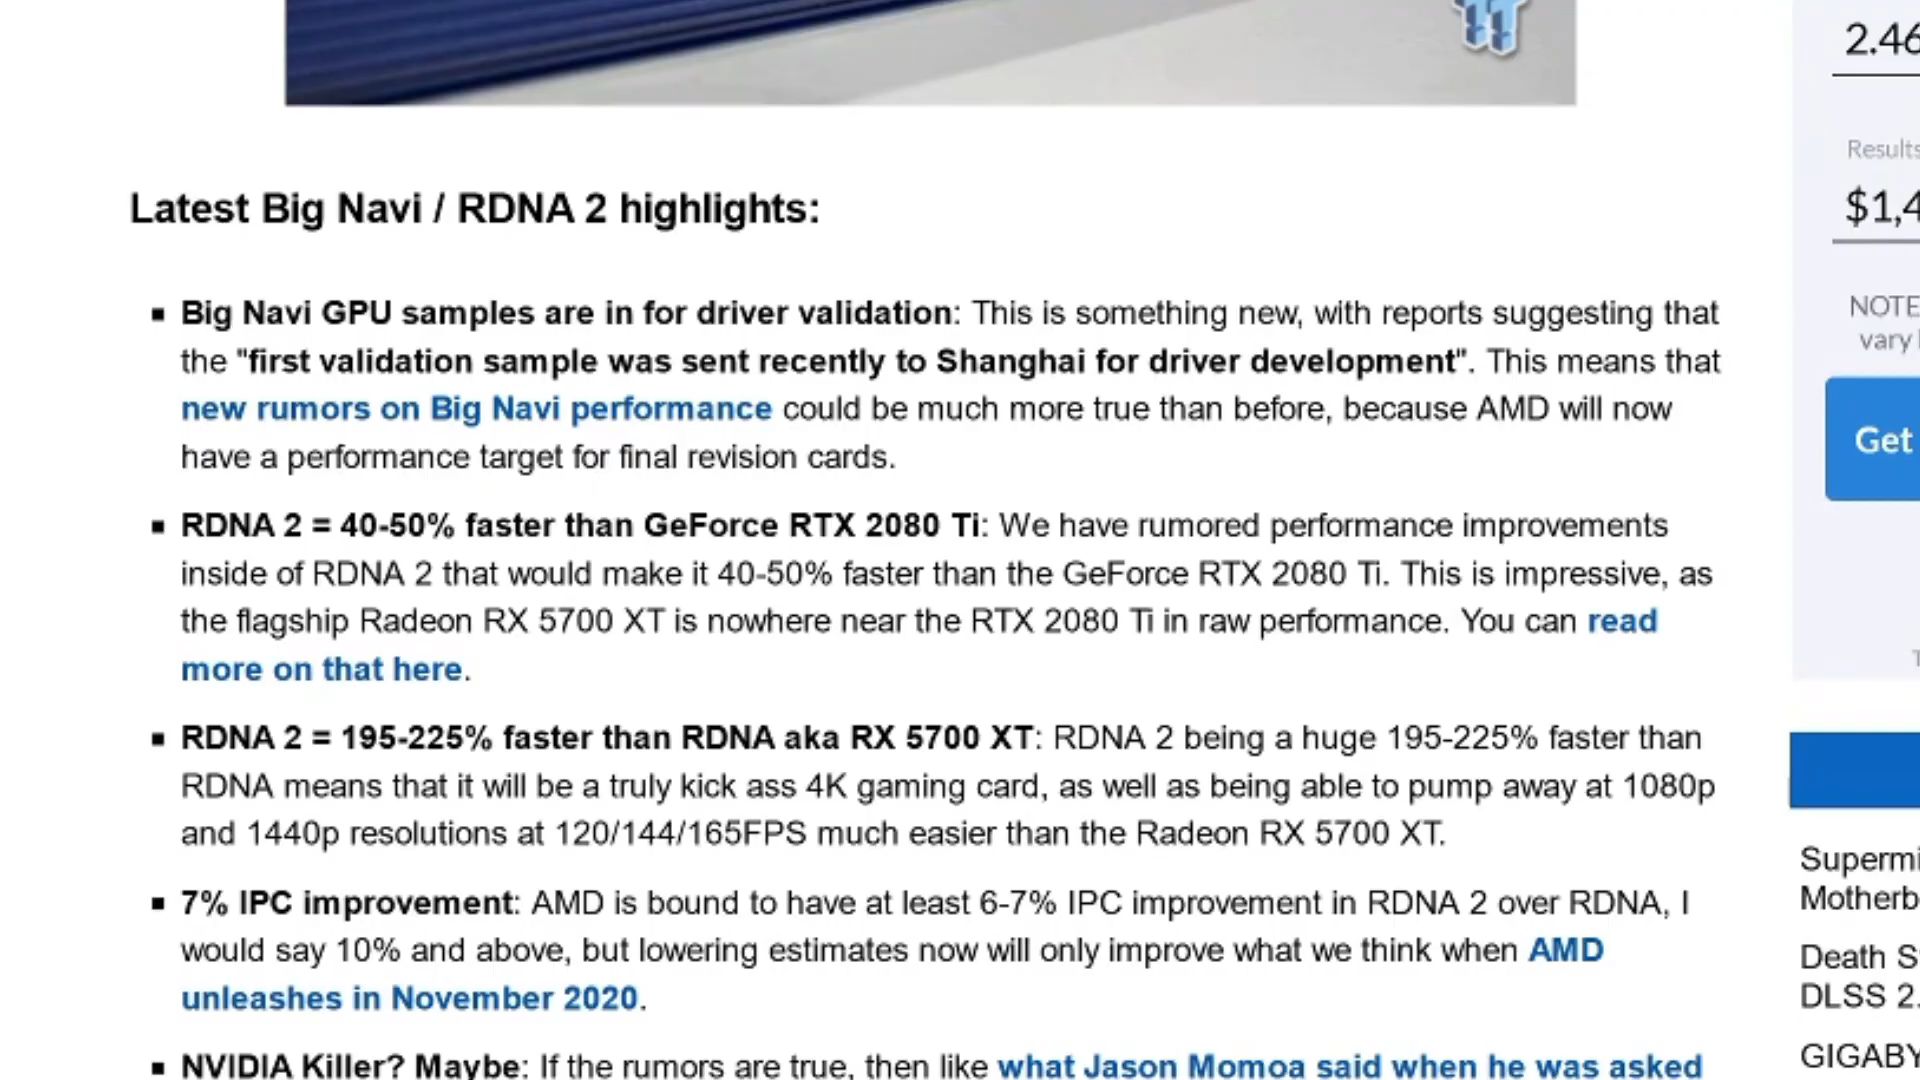 Latest Big Navi / RDNA 2 highlights:
▪ Big Navi GPU samples are in for driver validation: This is something new, with reports suggesting that
the "first validation sample was sent recently to Shanghai for driver development". This means that
new rumors on Big Navi performance could be much more true than before, because AMD will now
have a performance target for final revision cards.
▪ RDNA 2 = 40-50% faster than GeForce RTX 2080 Ti: We have rumored performance improvements
inside of RDNA 2 that would make it 40-50% faster than the GeForce RTX 2080 Ti. This is impressive, as
the flagship Radeon RX 5700 XT is nowhere near the RTX 2080 Ti in raw performance. You can read
more on that here.
▪ RDNA 2 = 195-225% faster than RDNA aka RX 5700 XT: RDNA 2 being a huge 195-225% faster than
RDNA means that it will be a truly kick ass 4K gaming card, as well as being able to pump away at 1080p
and 1440p resolutions at 120/144/165FPS much easier than the Radeon RX 5700 XT.
▪ 7% IPC improvement: AMD is bound to have at least 6-7% IPC improvement in RDNA 2 over RDNA, I
would say 10% and above, but lowering estimates now will only improve what we think when AMD
unleashes in November 2020.
▪ NVIDIA Killer? Maybe: If the rumors are true, then like what Jason Momoa said when he was asked
2.46
Results
$1,4
NOTE
vary
Get
Supermi
Motherb
Death S
DLSS 2.
GIGABY